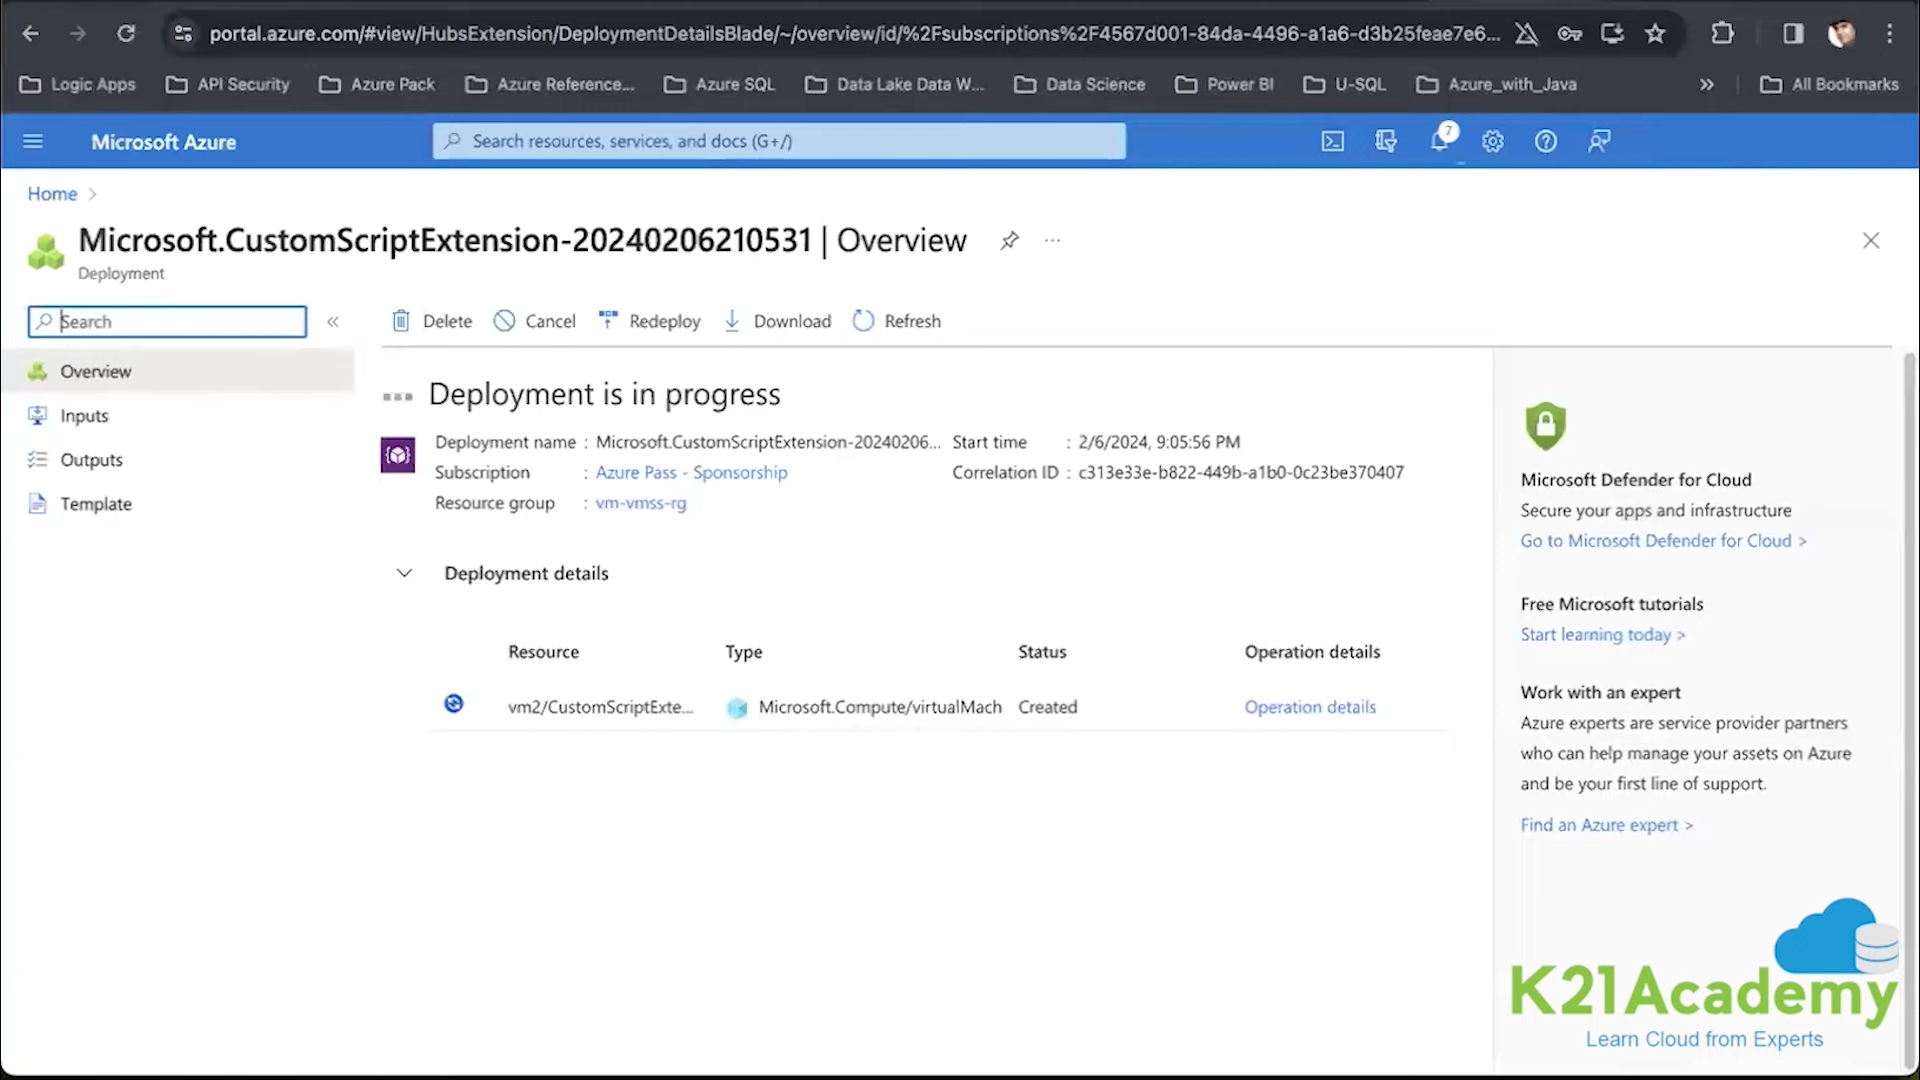 portal.azure.com/#view/HubsExtension/DeploymentDetailsBlade/~/overview/id/%2Fsubscriptions%2F4567d001-84da-4496-a1a6-d3b25feae7e6...
Logic Apps
API Security
Azure Pack
Azure Reference...
Azure SQL
Data Lake Data W...
Data Science
Power BI
U-SQL
Azure_with_Java
»
All Bookmarks
Microsoft Azure
Search resources, services, and docs (G+/)
7
Home >
Microsoft.CustomScriptExtension-20240206210531 | Overview
...
Deployment
Search
«
Delete
Cancel
Redeploy
Download
Refresh
Overview
Inputs
Outputs
Template
Deployment is in progress
Deployment name : Microsoft.CustomScriptExtension-20240206...
Subscription : Azure Pass - Sponsorship
Resource group : vm-vmss-rg
Start time : 2/6/2024, 9:05:56 PM
Correlation ID : c313e33e-b822-449b-a1b0-0c23be370407
Deployment details
Resource Type Status Operation details
vm2/CustomScriptExte... Microsoft.Compute/virtualMach Created Operation details
Microsoft Defender for Cloud
Secure your apps and infrastructure
Go to Microsoft Defender for Cloud >
Free Microsoft tutorials
Start learning today >
Work with an expert
Azure experts are service provider partners
who can help manage your assets on Azure
and be your first line of support.
Find an Azure expert >
K21Academy
Learn Cloud from Experts